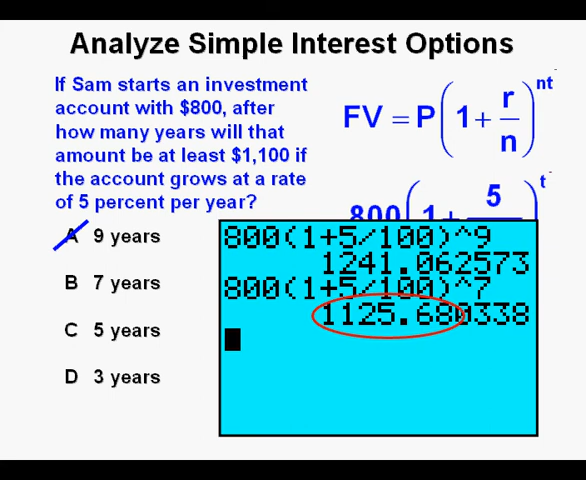 Analyze Simple Interest Options
If Sam starts an investment
account with $800, after
how many years will that
amount be at least $1,100 if
the account grows at a rate
of 5 percent per year?
FV = P(1+ r/n)^nt
800(1+ 5
t
A 9 years
B 7 years
C 5 years
D 3 years
800(1+5/100)^9
1241.062573
800(1+5/100)^7
1125.680338